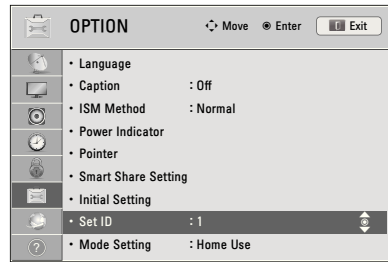 OPTION Move Enter Exit
• Language
• Caption : Off
• ISM Method : Normal
• Power Indicator
• Pointer
• Smart Share Setting
• Initial Setting
• Set ID : 1
• Mode Setting : Home Use
?